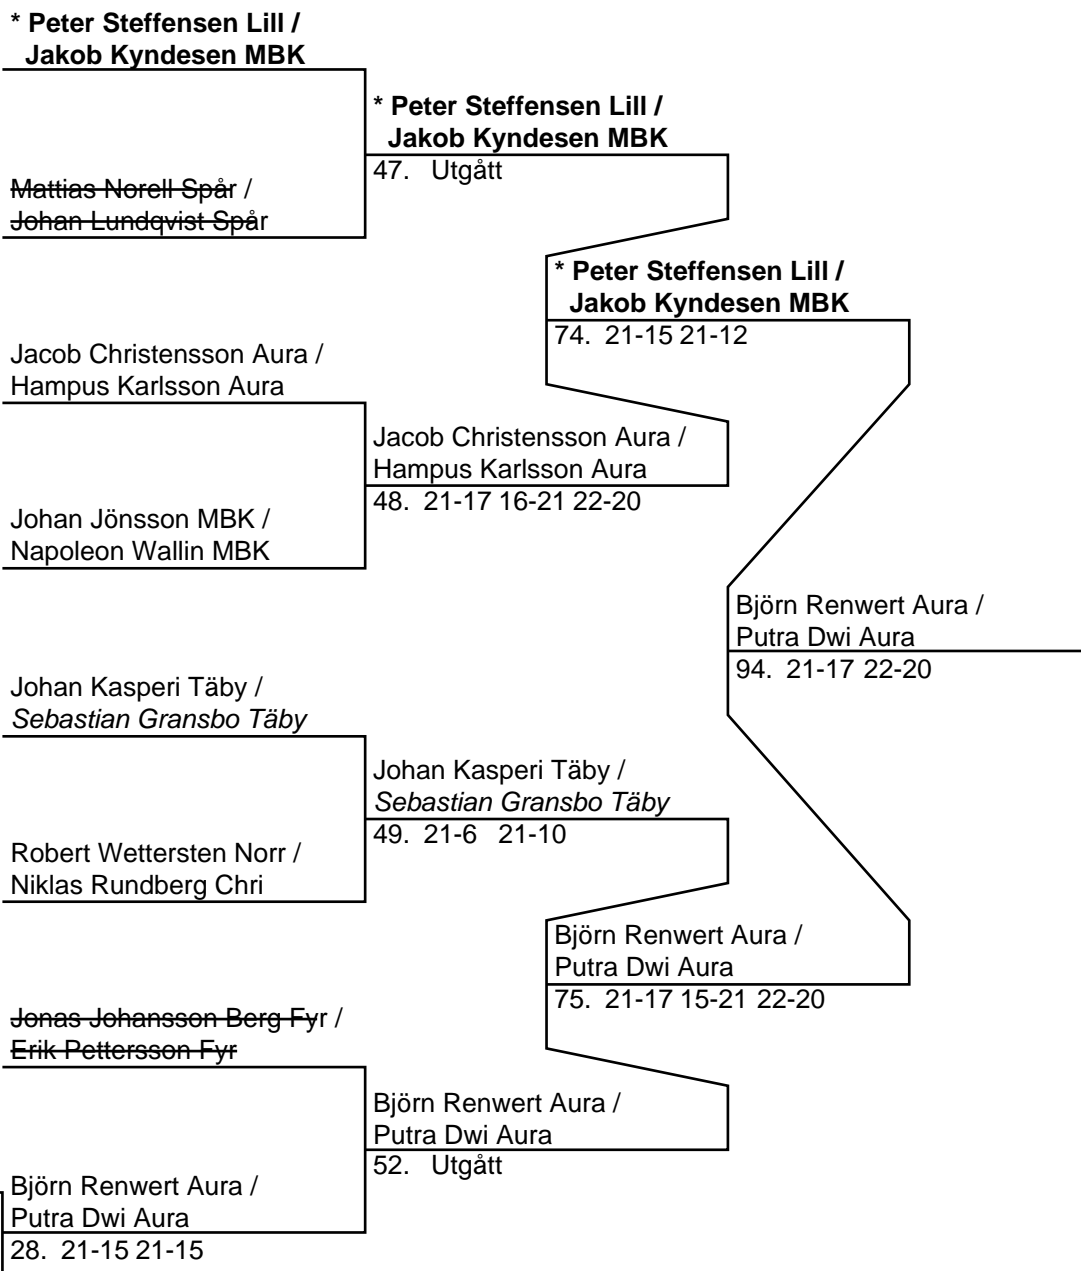 * Peter Steffensen Lill /
Jakob Kyndesen MBK
* Peter Steffensen Lill /
Jakob Kyndesen MBK
47. Utgått
Mattias Norell Spår /
Johan Lundqvist Spår
* Peter Steffensen Lill /
Jakob Kyndesen MBK
74. 21-15 21-12
Jacob Christensson Aura /
Hampus Karlsson Aura
Jacob Christensson Aura /
Hampus Karlsson Aura
48. 21-17 16-21 22-20
Johan Jönsson MBK /
Napoleon Wallin MBK
Björn Renwert Aura /
Putra Dwi Aura
94. 21-17 22-20
Johan Kasperi Täby /
Sebastian Gransbo Täby
Johan Kasperi Täby /
Sebastian Gransbo Täby
49. 21-6 21-10
Robert Wettersten Norr /
Niklas Rundberg Chri
Björn Renwert Aura /
Putra Dwi Aura
75. 21-17 15-21 22-20
Jonas Johansson Berg Fyr /
Erik Pettersson Fyr
Björn Renwert Aura /
Putra Dwi Aura
52. Utgått
Björn Renwert Aura /
Putra Dwi Aura
28. 21-15 21-15